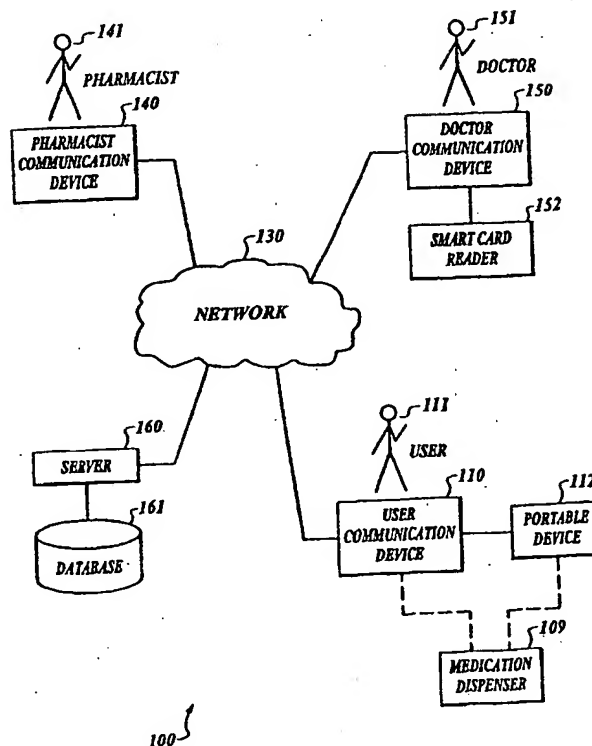 141
PHARMACIST
140
PHARMACIST
COMMUNICATION
DEVICE
151
DOCTOR
150
DOCTOR
COMMUNICATION
DEVICE
152
SMART CARD
READER
130
NETWORK
160
SERVER
161
DATABASE
111
USER
110
USER
COMMUNICATION
DEVICE
112
PORTABLE
DEVICE
109
MEDICATION
DISPENSER
100